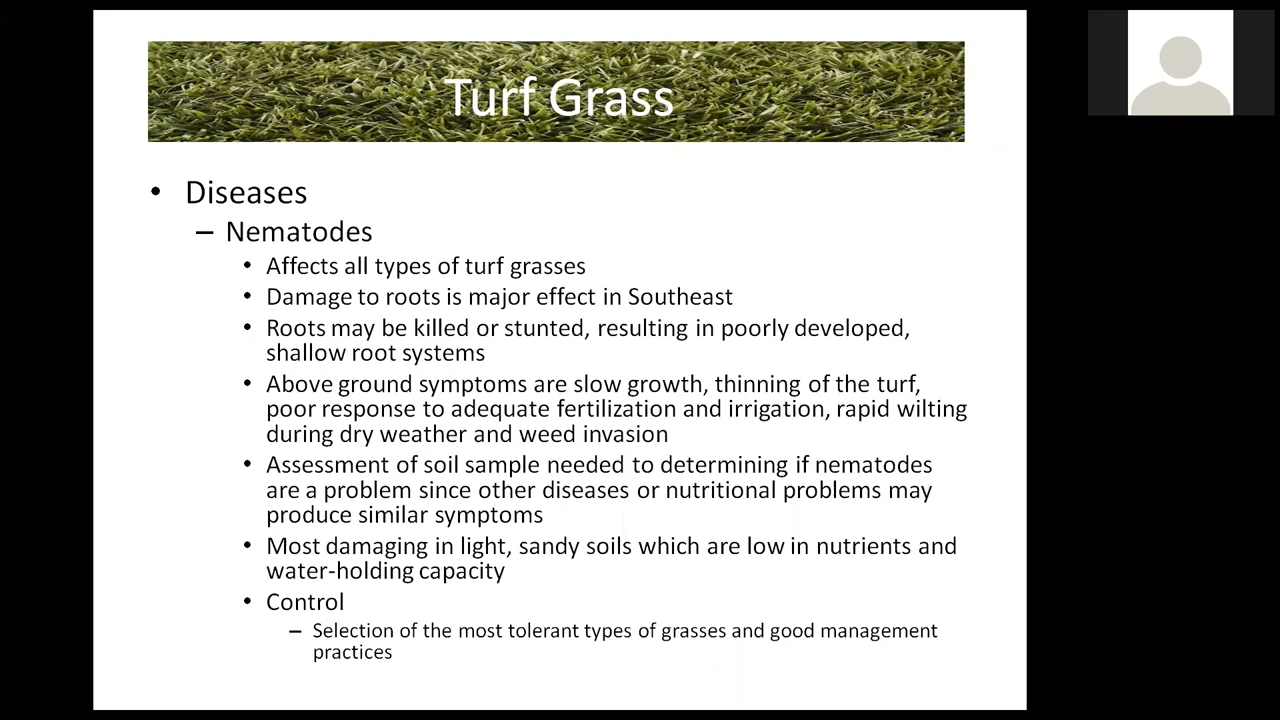 Turf Grass
• Diseases
– Nematodes
• Affects all types of turf grasses
• Damage to roots is major effect in Southeast
• Roots may be killed or stunted, resulting in poorly developed,
shallow root systems
• Above ground symptoms are slow growth, thinning of the turf,
poor response to adequate fertilization and irrigation, rapid wilting
during dry weather and weed invasion
• Assessment of soil sample needed to determining if nematodes
are a problem since other diseases or nutritional problems may
produce similar symptoms
• Most damaging in light, sandy soils which are low in nutrients and
water-holding capacity
• Control
– Selection of the most tolerant types of grasses and good management
practices